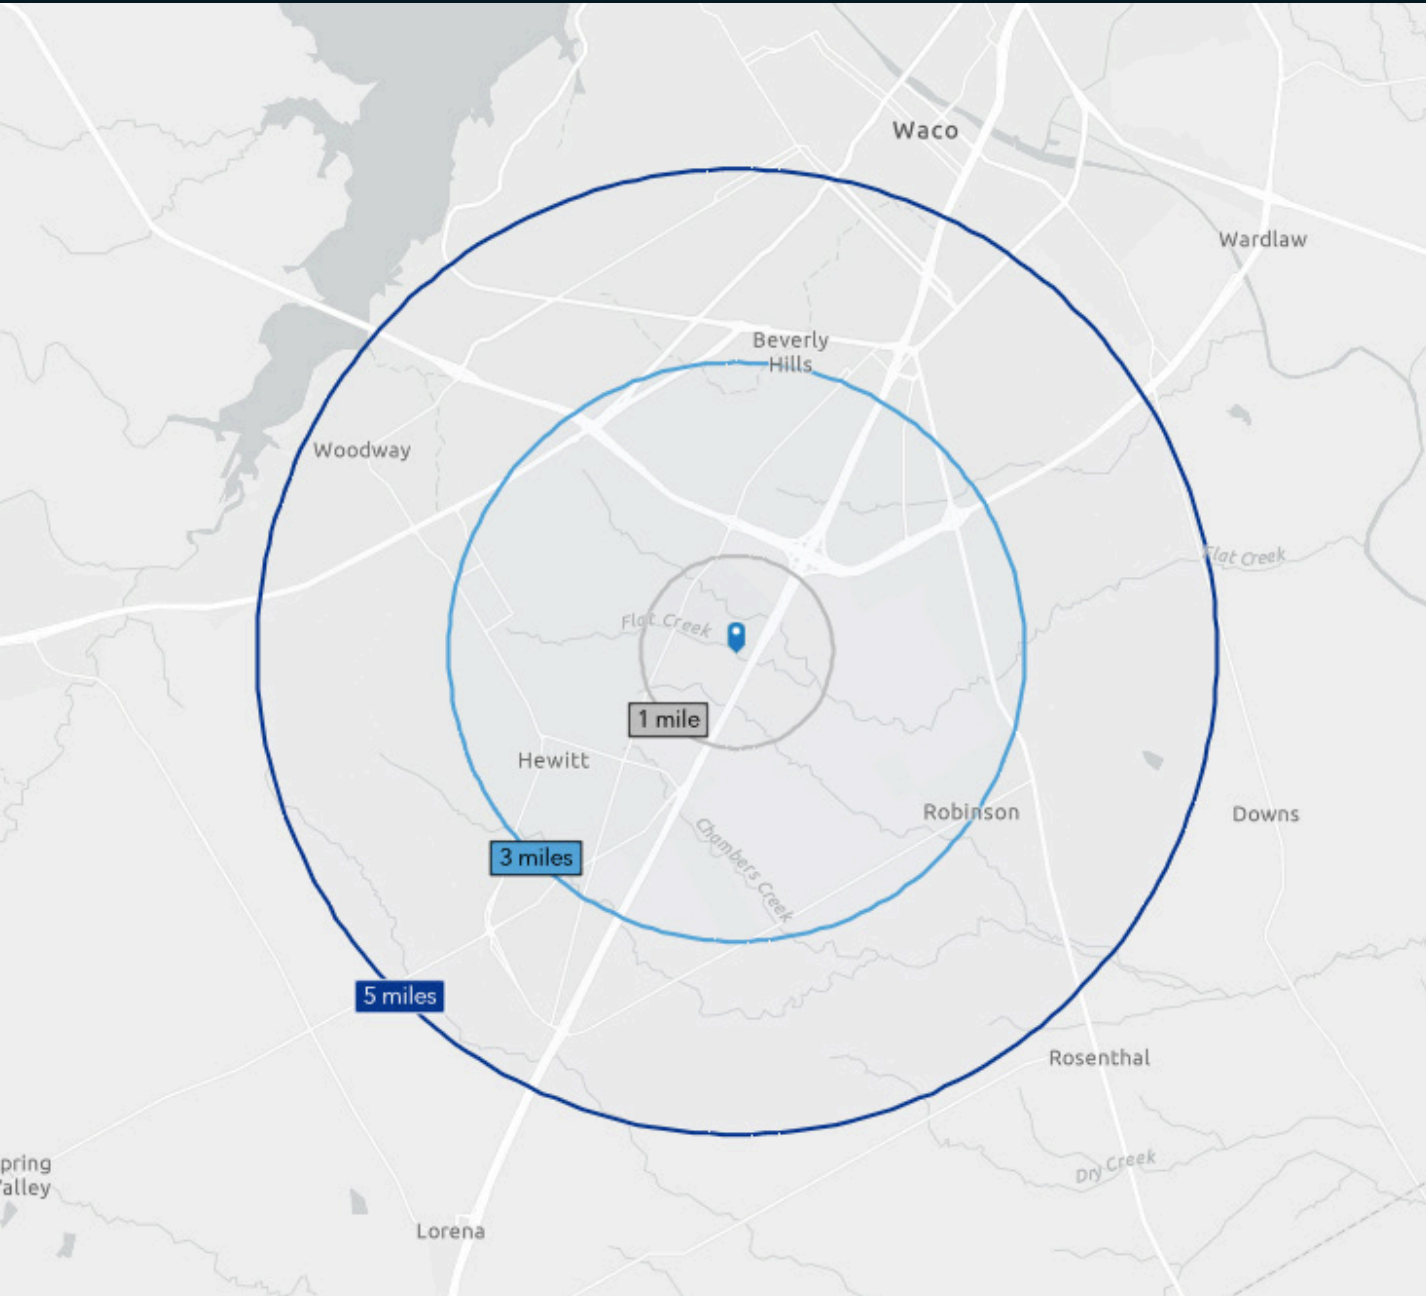 Waco
Wardlaw
Beverly
Hills
Woodway
Flat Creek
Flat Creek
1 mile
Hewitt
Robinson
Downs
Chambers Creek
3 miles
5 miles
Rosenthal
Dry Creek
pring
alley
Lorena